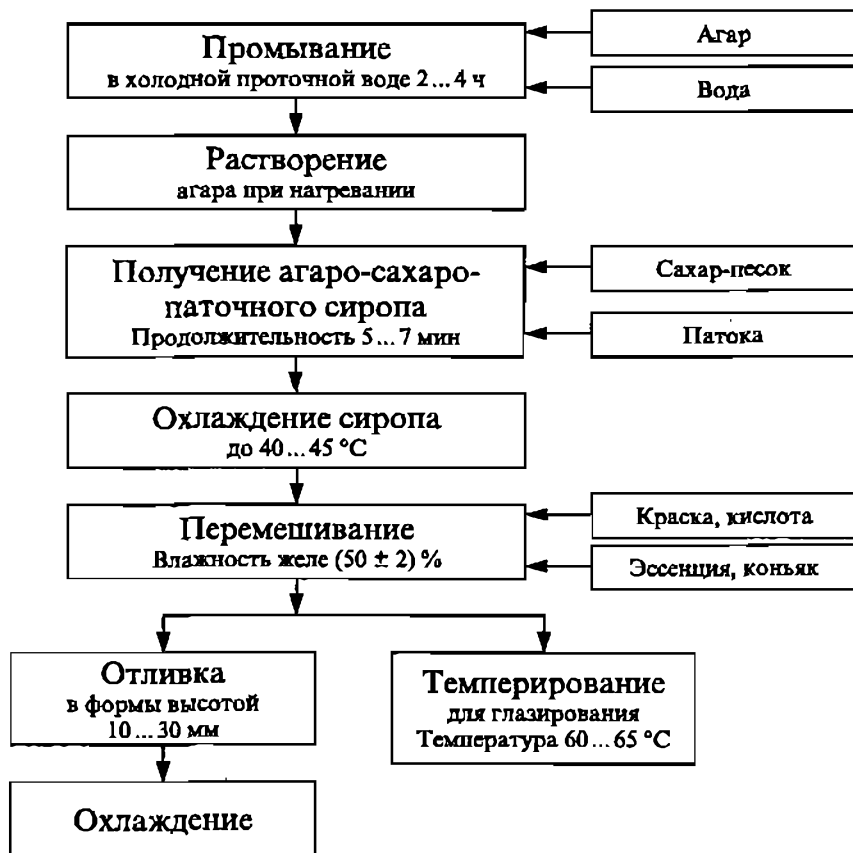 Промывание
в холодной проточной воде 2 ... 4 ч
Агар
Вода
Растворение
агара при нагревании
Получение агаро-сахаро-
паточного сиропа
Продолжительность 5 ... 7 мин
Сахар-песок
Патока
Охлаждение сиропа
до 40 ... 45 °С
Перемешивание
Влажность желе (50 ± 2) %
Краска, кислота
Эссенция, коньяк
Отливка
в формы высотой
10 ... 30 мм
Темперирование
для глазирования
Температура 60 ... 65 °С
Охлаждение